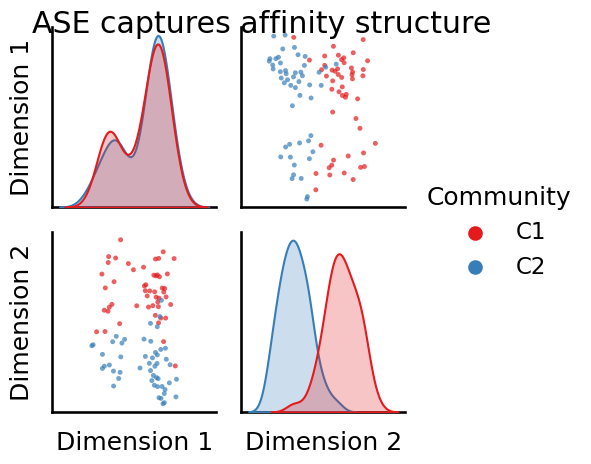 ASE captures affinity structure
Dimension 1
Community
C1
C2
Dimension 2
Dimension 1
Dimension 2